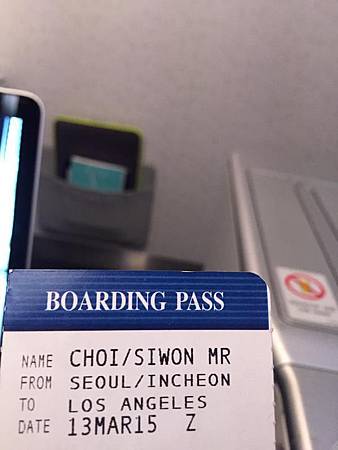 BOARDING PASS
NAME CHOI/SIWON MR
FROM SEOUL/INCHEON
TO LOS ANGELES
DATE 13MAR15 Z